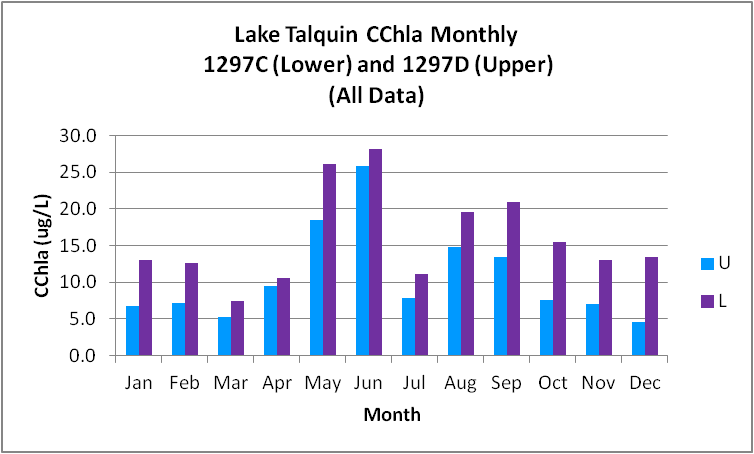 Lake Talquin CChla Monthly
1297C (Lower) and 1297D (Upper)
(All Data)
30.0
25.0
20.0
15.0
10.0
5.0
0.0
CChla (ug/L)
Jan Feb Mar Apr May Jun Jul Aug Sep Oct Nov Dec
Month
U
L